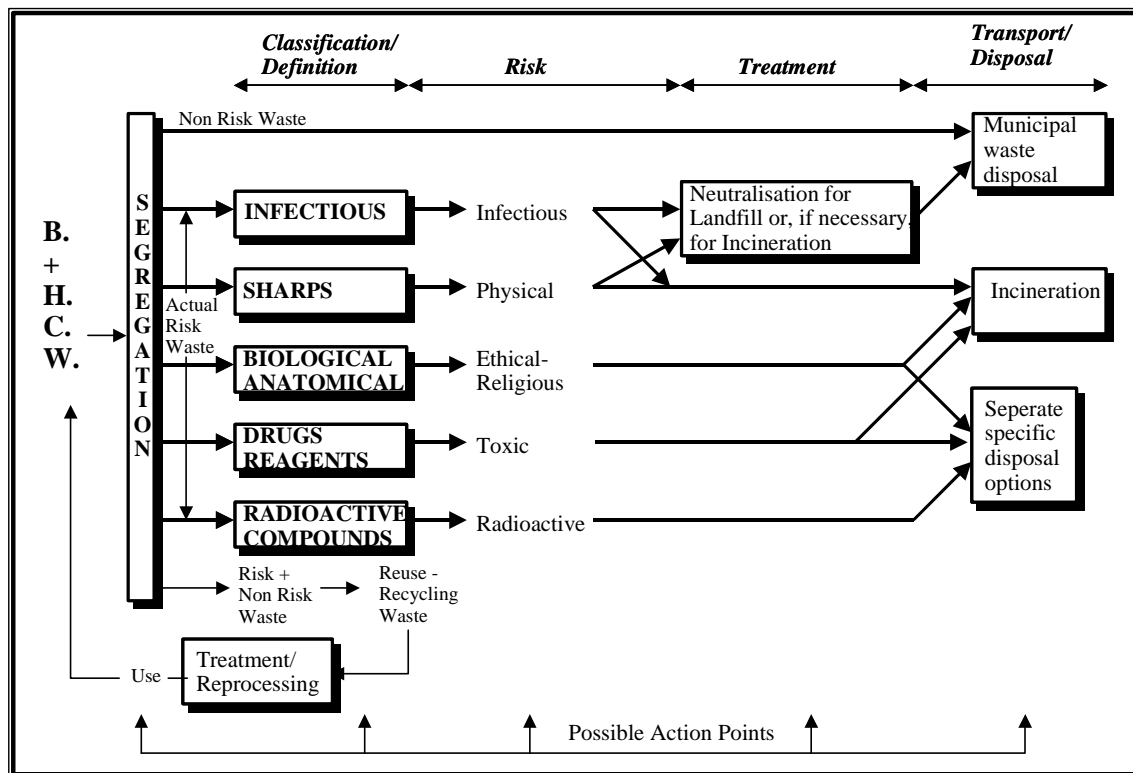 Classification/
Definition
Risk
Treatment
Transport/
Disposal
Non Risk Waste
Municipal
waste
disposal
B.
+
H.
C.
W.
SEGREGATION
Actual
Risk
Waste
INFECTIOUS
Infectious
Neutralisation for
Landfill or, if necessary,
for Incineration
SHARPS
Physical
Incineration
BIOLOGICAL
ANATOMICAL
Ethical-
Religious
DRUGS
REAGENTS
Toxic
Seperate
specific
disposal
options
RADIOACTIVE
COMPOUNDS
Radioactive
Risk +
Non Risk
Waste
Reuse -
Recycling
Waste
Use
Treatment/
Reprocessing
Possible Action Points